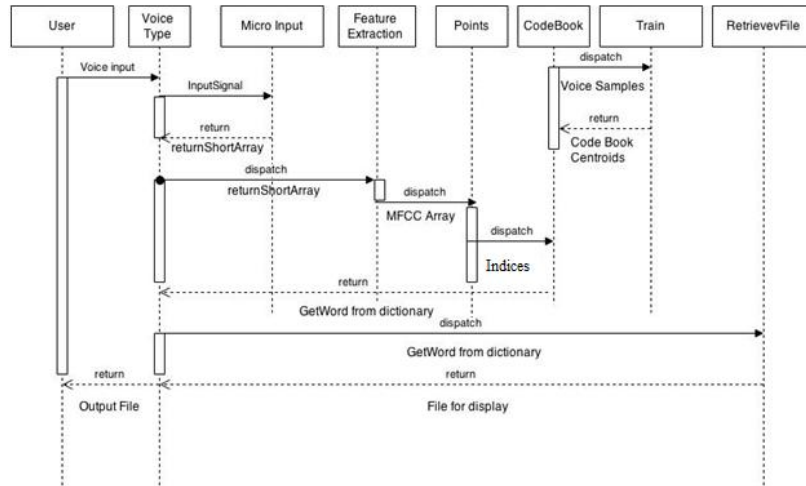 User
Voice
Type
Micro Input
Feature
Extraction
Points
CodeBook
Train
RetrievevFile
dispatch
Voice input
InputSignal
Voice Samples
return
return
returnShortArray
Code Book
Centroids
dispatch
returnShortArray
dispatch
MFCC Array
dispatch
Indices
return
GetWord from dictionary
dispatch
GetWord from dictionary
return
return
Output File
File for display